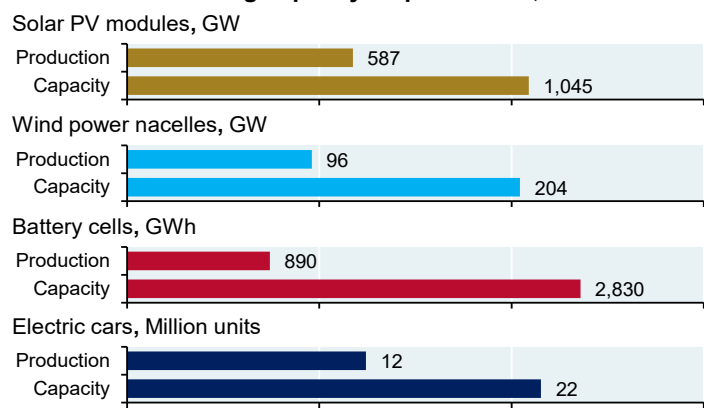 Solar PV modules, GW
Production 587
Capacity 1,045
Wind power nacelles, GW
Production 96
Capacity 204
Battery cells, GWh
Production 890
Capacity 2,830
Electric cars, Million units
Production 12
Capacity 22